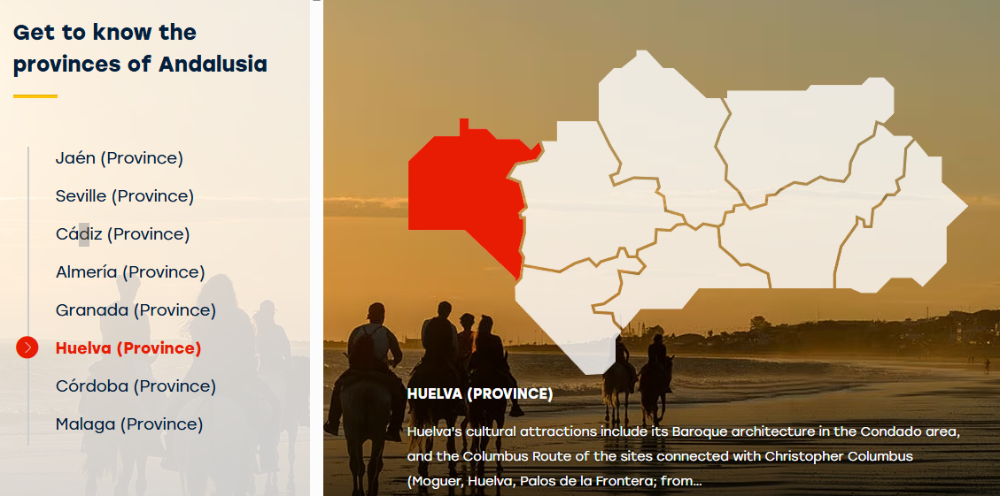 Get to know the
provinces of Andalusia
Jaén (Province)
Seville (Province)
Cádiz (Province)
Almería (Province)
Granada (Province)
Huelva (Province)
Córdoba (Province)
Malaga (Province)
HUELVA (PROVINCE)
Huelva's cultural attractions include its Baroque architecture in the Condado area,
and the Columbus Route of the sites connected with Christopher Columbus
(Moguer, Huelva, Palos de la Frontera; from...